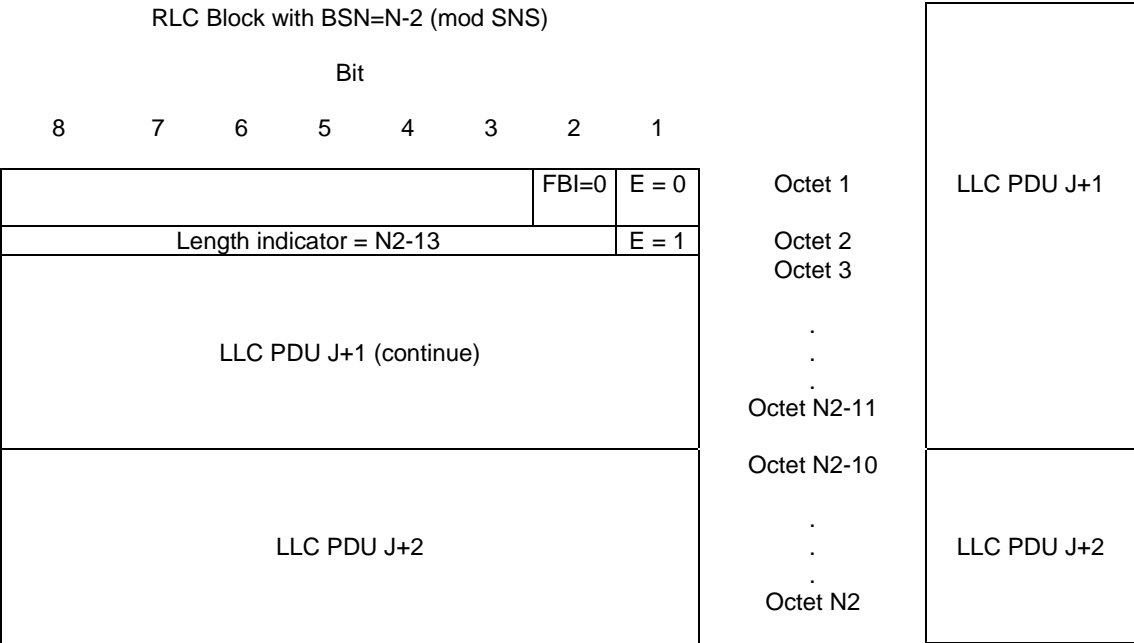 RLC Block with BSN=N-2 (mod SNS)
Bit
8 7 6 5 4 3 2 1
FBI=0 E = 0 Octet 1 LLC PDU J+1
Length indicator = N2-13 E = 1 Octet 2
Octet 3
.
LLC PDU J+1 (continue) .
.
Octet N2-11
Octet N2-10
.
LLC PDU J+2 . LLC PDU J+2
.
Octet N2